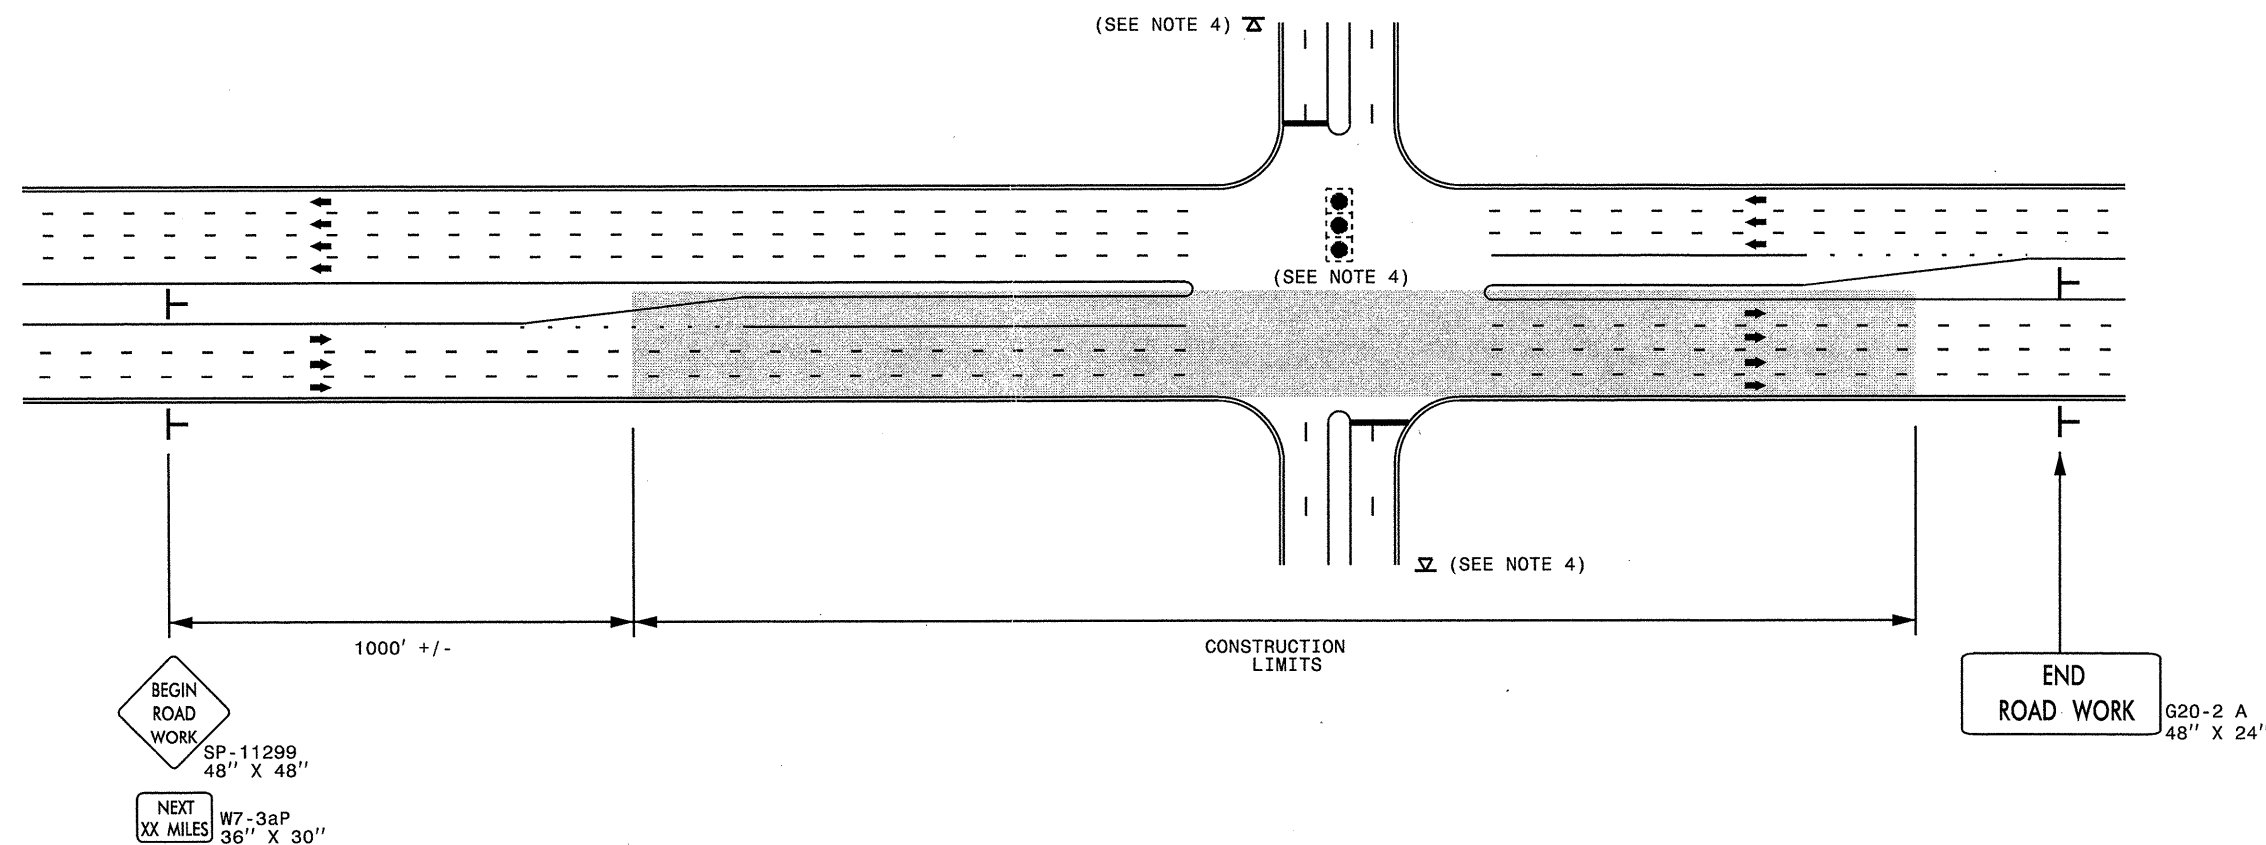 (SEE NOTE 4)
(SEE NOTE 4)
(SEE NOTE 4)
1000' +/-
CONSTRUCTION
LIMITS
BEGIN
ROAD
WORK
SP-11299
48" X 48"
NEXT
XX MILES
W7-3aP
36" X 30"
END
ROAD WORK
G20-2 A
48" X 24"